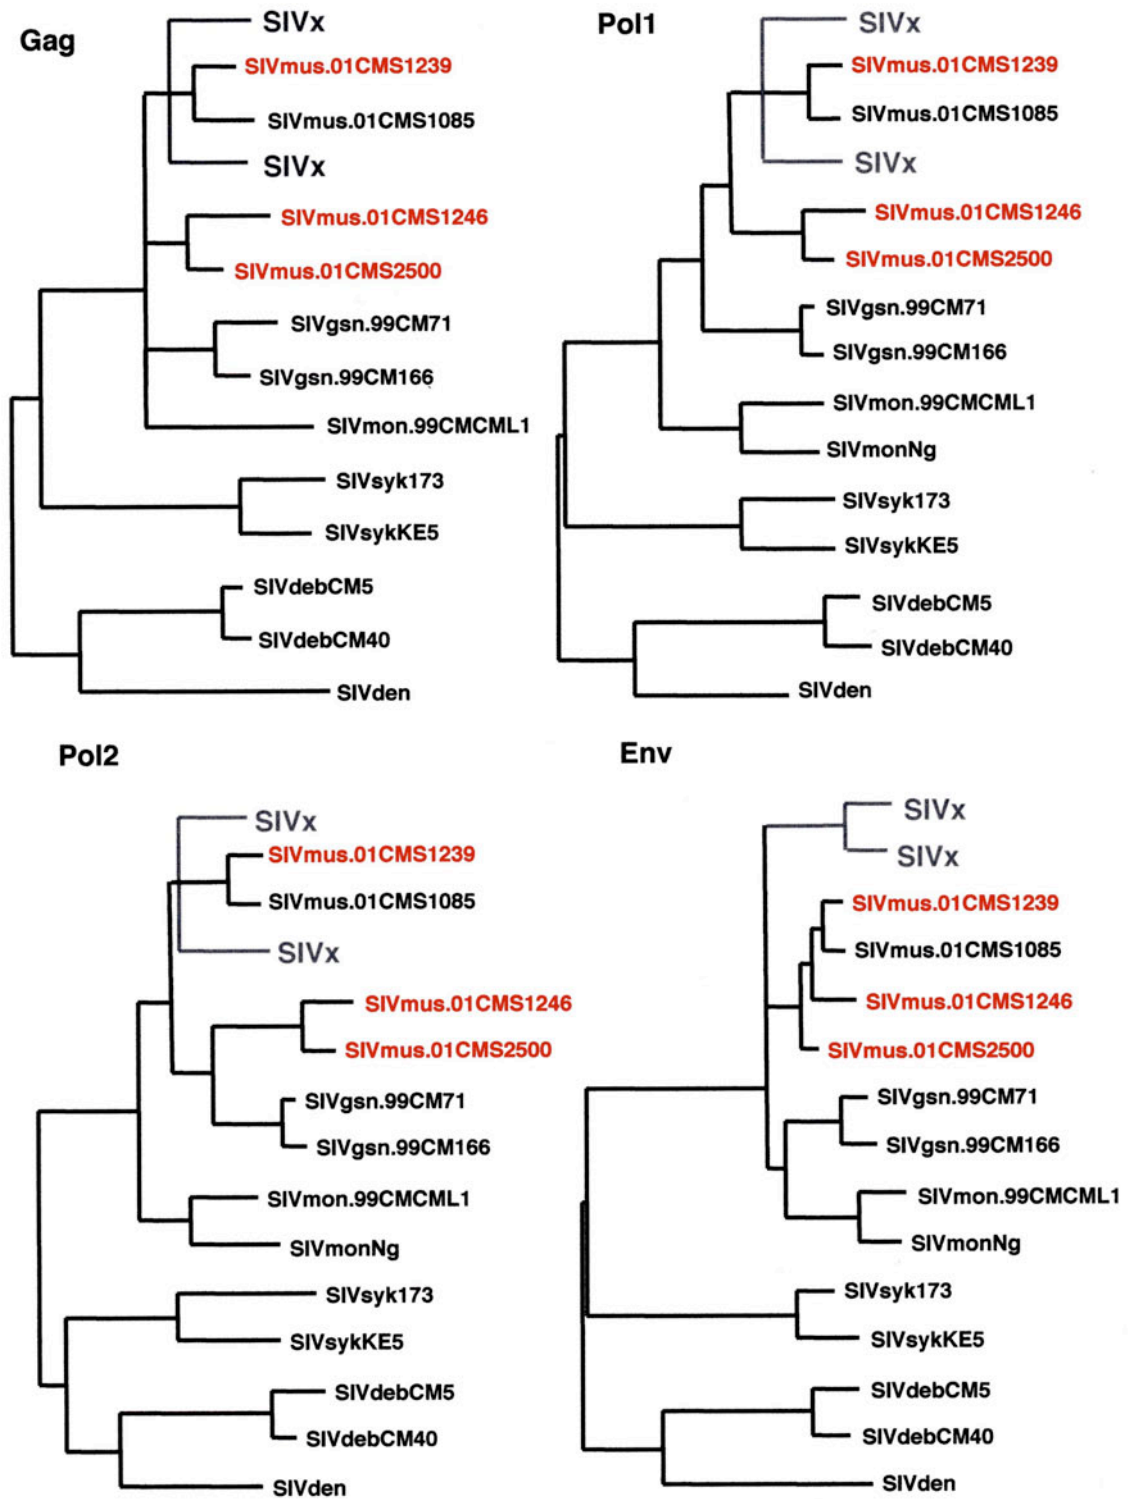 Gag
SIVx
SIVmus.01CMS1239
SIVmus.01CMS1085
SIVx
SIVmus.01CMS1246
SIVmus.01CMS2500
SIVgsn.99CM71
SIVgsn.99CM166
SIVmon.99CMCML1
SIVsyk173
SIVsykKE5
SIVdebCM5
SIVdebCM40
SIVden
Pol1
SIVx
SIVmus.01CMS1239
SIVmus.01CMS1085
SIVx
SIVmus.01CMS1246
SIVmus.01CMS2500
SIVgsn.99CM71
SIVgsn.99CM166
SIVmon.99CMCML1
SIVmonNg
SIVsyk173
SIVsykKE5
SIVdebCM5
SIVdebCM40
SIVden
Pol2
SIVx
SIVmus.01CMS1239
SIVmus.01CMS1085
SIVx
SIVmus.01CMS1246
SIVmus.01CMS2500
SIVgsn.99CM71
SIVgsn.99CM166
SIVmon.99CMCML1
SIVmonNg
SIVsyk173
SIVsykKE5
SIVdebCM5
SIVdebCM40
SIVden
Env
SIVx
SIVx
SIVmus.01CMS1239
SIVmus.01CMS1085
SIVmus.01CMS1246
SIVmus.01CMS2500
SIVgsn.99CM71
SIVgsn.99CM166
SIVmon.99CMCML1
SIVmonNg
SIVsyk173
SIVsykKE5
SIVdebCM5
SIVdebCM40
SIVden